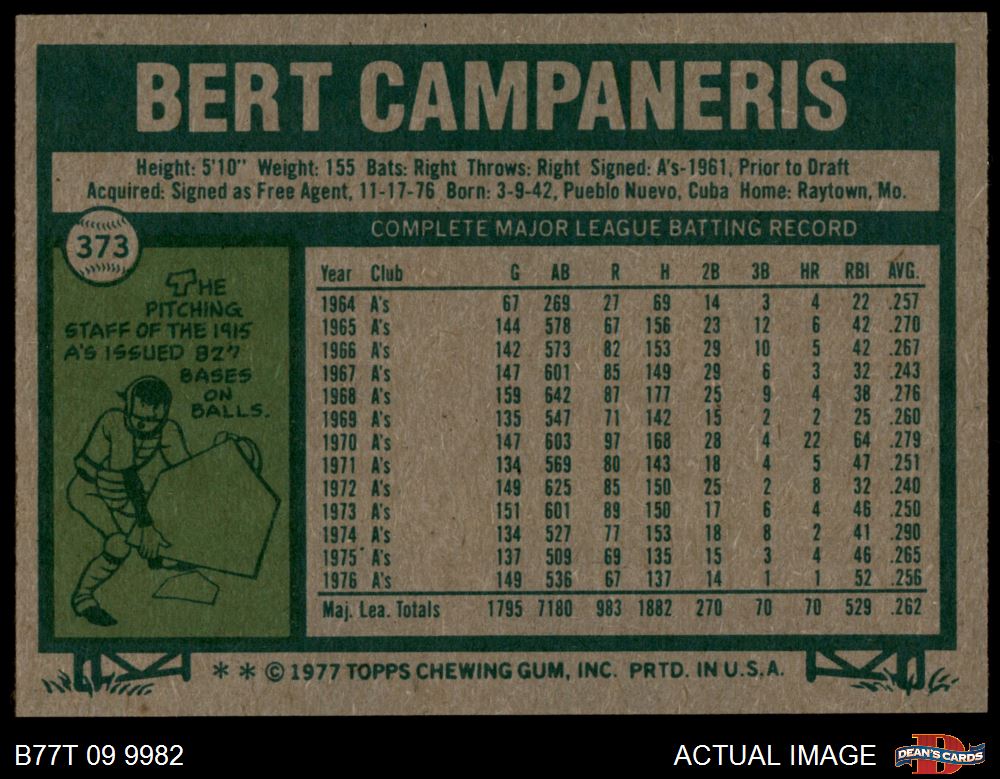 BERT CAMPANERIS
Height: 5'10" Weight: 155 Bats: Right Throws: Right Signed: A's-1961, Prior to Draft
Acquired: Signed as Free Agent, 11-17-76 Born: 3-9-42, Pueblo Nuevo, Cuba Home: Raytown, Mo.
373
COMPLETE MAJOR LEAGUE BATTING RECORD
THE
PITCHING
STAFF OF THE 1915
A'S ISSUED 827
BASES
ON
BALLS.
Year Club G AB R H 2B 3B HR RBI AVG.
1964 A's 67 269 27 69 14 3 4 22 .257
1965 A's 144 578 67 156 23 12 6 42 .270
1966 A's 142 573 82 153 29 10 5 42 .267
1967 A's 147 601 85 149 29 6 3 32 .243
1968 A's 159 642 87 177 25 9 4 38 .276
1969 A's 135 547 71 142 15 2 2 25 .260
1970 A's 147 603 97 168 28 4 22 64 .279
1971 A's 134 569 80 143 18 4 5 47 .251
1972 A's 149 625 85 150 25 2 8 32 .240
1973 A's 151 601 89 150 17 6 4 46 .250
1974 A's 134 527 77 153 18 8 2 41 .290
1975 A's 137 509 69 135 15 3 4 46 .265
1976 A's 149 536 67 137 14 1 1 52 .256
Maj. Lea. Totals 1795 7180 983 1882 270 70 70 529 .262
* * © 1977 TOPPS CHEWING GUM, INC. PRTD. IN U.S.A.
B77T 09 9982
ACTUAL IMAGE
DEAN'S CARDS